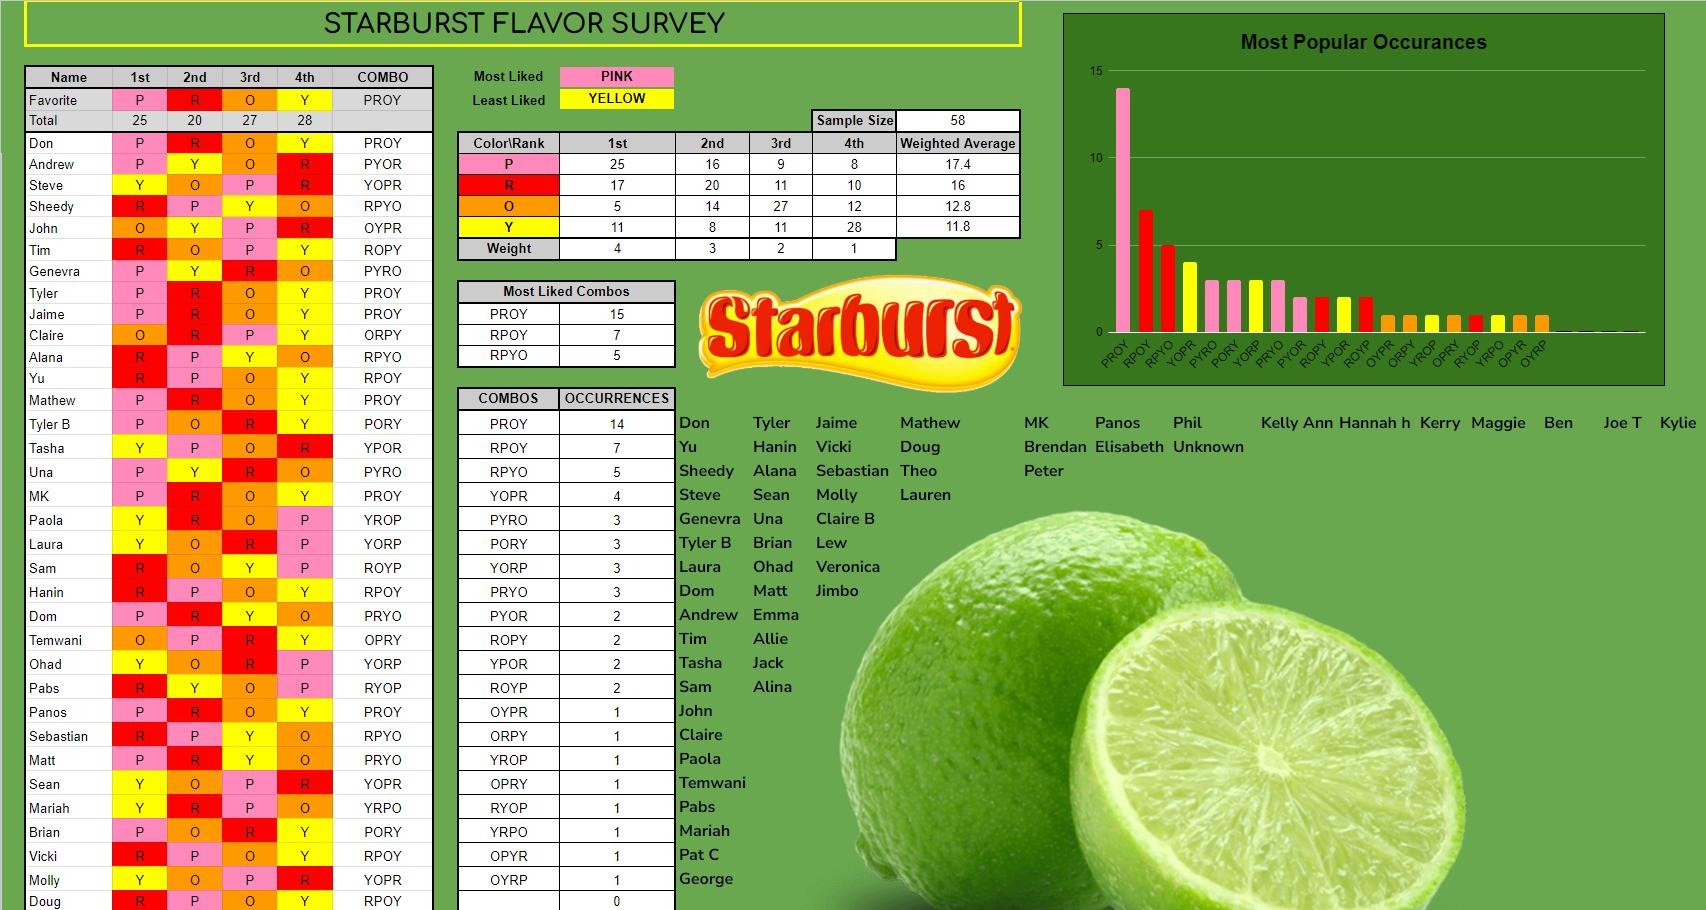 STARBURST FLAVOR SURVEY
Name 1st 2nd 3rd 4th COMBO
Favorite P R O Y PROY
Total 25 20 27 28
Don P R O Y PROY
Andrew P Y O R PYOR
Steve Y O P R YOPR
Sheedy R P Y O RPYO
John O Y P R OYPR
Tim R O P Y ROPY
Genevra P Y R O PYRO
Tyler P R O Y PROY
Jaime P R O Y PROY
Claire O R P Y ORPY
Alana R P Y O RPYO
Yu R P O Y RPOY
Mathew P R O Y PROY
Tyler B P O R Y PORY
Tasha Y P O R YPOR
Una P Y R O PYRO
MK P R O Y PROY
Paola Y R O P YROP
Laura Y O R P YORP
Sam R O Y P ROYP
Hanin R P O Y RPOY
Dom P R Y O PRYO
Temwani O P R Y OPRY
Ohad Y O R P YORP
Pabs R Y O P RYOP
Panos P R O Y PROY
Sebastian R P Y O RPYO
Matt P R Y O PRYO
Sean Y O P R YOPR
Mariah Y R P O YRPO
Brian P O R Y PORY
Vicki R P O Y RPOY
Molly Y O P R YOPR
Doug R P O Y RPOY
Most Liked PINK
Least Liked YELLOW
Sample Size 58
Color\Rank 1st 2nd 3rd 4th Weighted Average
P 25 16 9 8 17.4
R 17 20 11 10 16
O 5 14 27 12 12.8
Y 11 8 11 28 11.8
Weight 4 3 2 1
Most Liked Combos
PROY 15
RPOY 7
RPYO 5
Starburst
COMBOS OCCURRENCES
PROY 14 Don Tyler Jaime Mathew MK Panos Phil Kelly Ann Hannah h Kerry Maggie Ben Joe T Kylie
RPOY 7 Yu Hanin Vicki Doug Brendan Elisabeth Unknown
RPYO 5 Sheedy Alana Sebastian Theo Peter
YOPR 4 Steve Sean Molly Lauren
PYRO 3 Genevra Una Claire B
PORY 3 Tyler B Brian Lew
YORP 3 Laura Ohad Veronica
PRYO 3 Dom Matt Jimbo
PYOR 2 Andrew Emma
ROPY 2 Tim Allie
YPOR 2 Tasha Jack
ROYP 2 Sam Alina
OYPR 1 John
ORPY 1 Claire
YROP 1 Paola
OPRY 1 Temwani
RYOP 1 Pabs
YRPO 1 Mariah
OPYR 1 Pat C
OYRP 1 George
0
Most Popular Occurances
15
10
5
0
PROY RPOY RPYO YOPR PYRO PORY YORP PRYO PYOR ROPY YPOR ROYP OYPR ORPY YROP OPRY RYOP YRPO OPYR OYRP